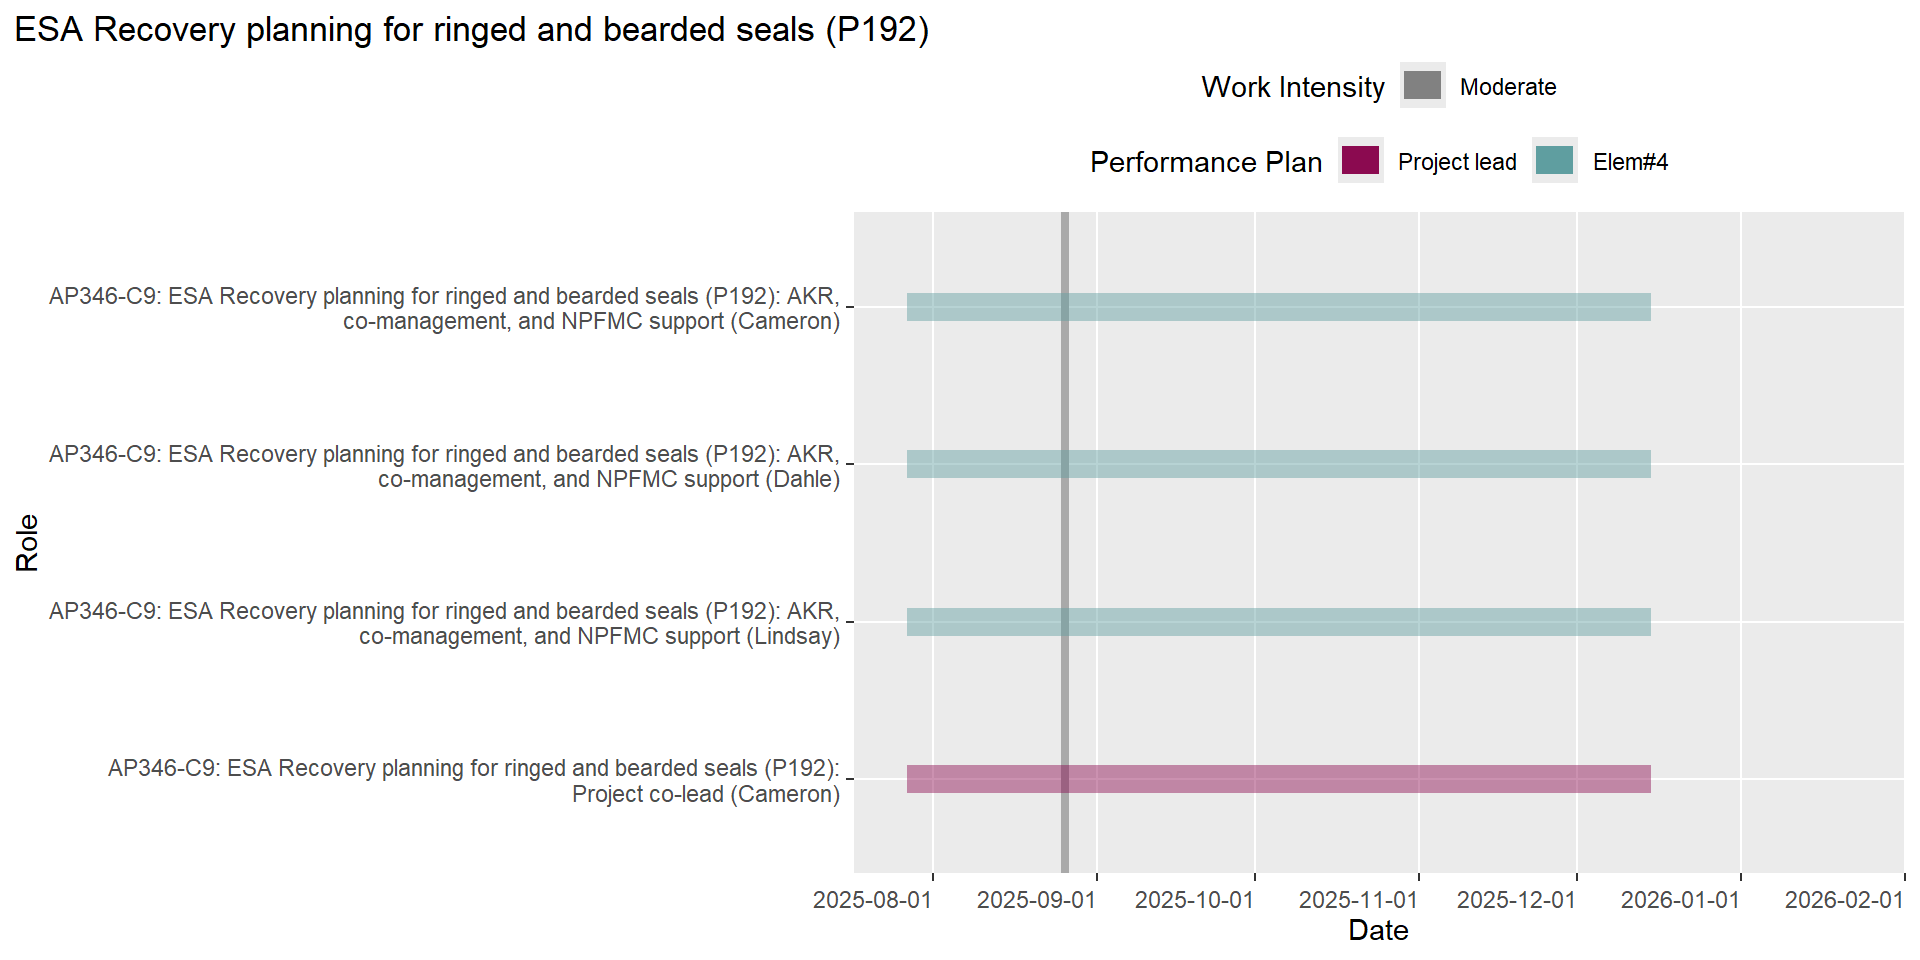 ESA Recovery planning for ringed and bearded seals (P192)
Work Intensity Moderate
Performance Plan Project lead Elem#4
AP346-C9: ESA Recovery planning for ringed and bearded seals (P192): AKR,
co-management, and NPFMC support (Cameron)
AP346-C9: ESA Recovery planning for ringed and bearded seals (P192): AKR,
co-management, and NPFMC support (Dahle)
AP346-C9: ESA Recovery planning for ringed and bearded seals (P192): AKR,
co-management, and NPFMC support (Lindsay)
AP346-C9: ESA Recovery planning for ringed and bearded seals (P192):
Project co-lead (Cameron)
Role
2025-08-01 2025-09-01 2025-10-01 2025-11-01 2025-12-01 2026-01-01 2026-02-01
Date